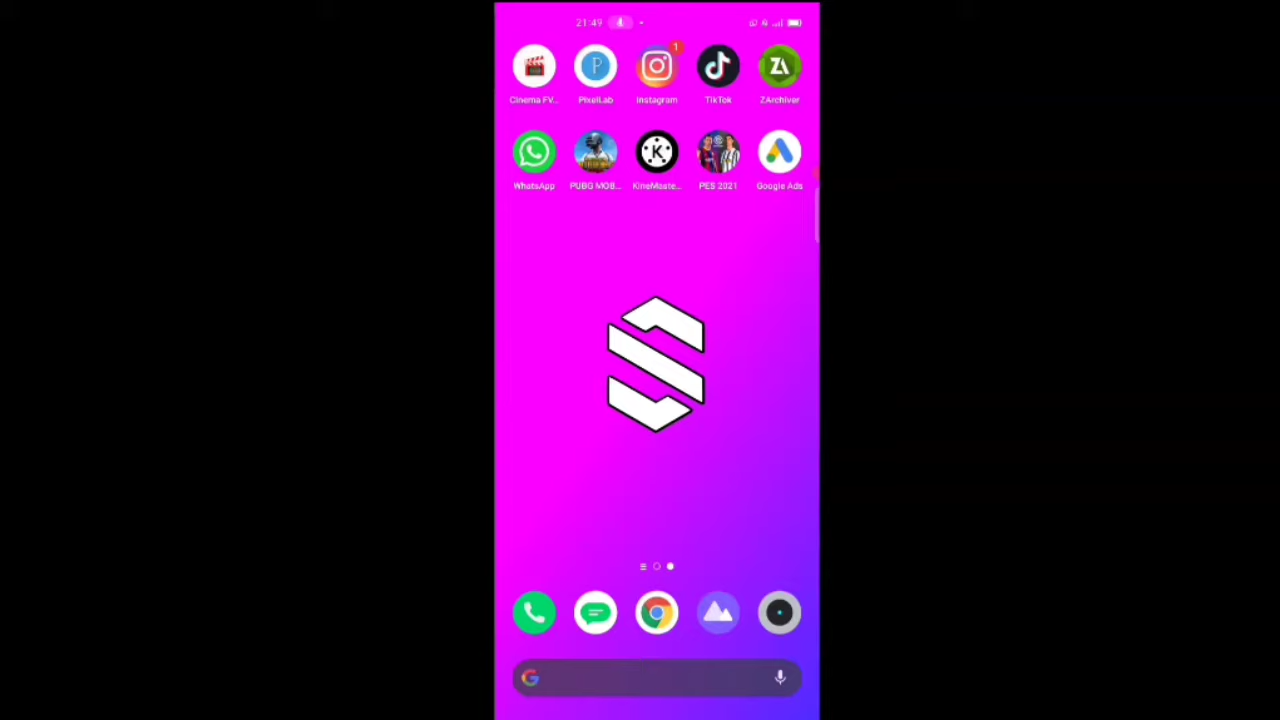 21:49
Cinema FV... PixelLab Instagram TikTok ZArchiver
WhatsApp PUBG MOB... KineMaste... PES 2021 Google Ads